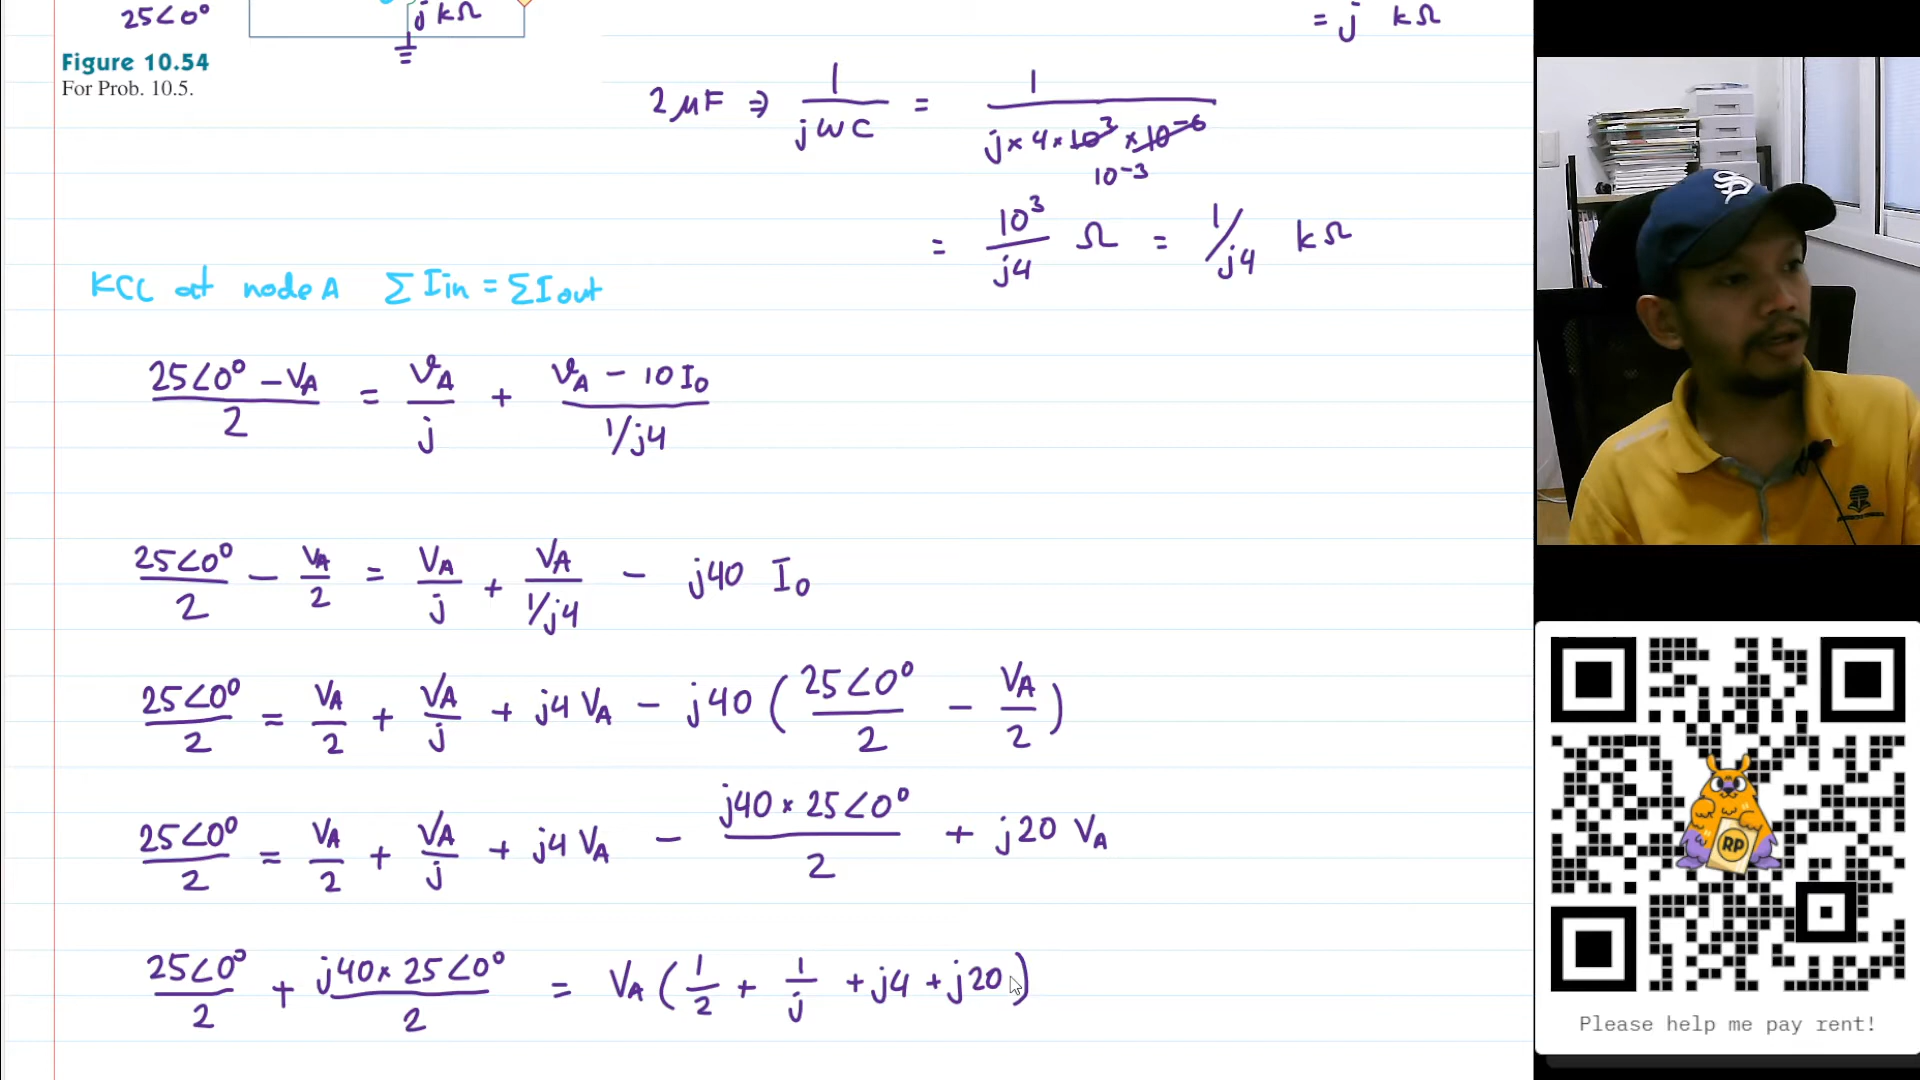 25∠0°
j kΩ
= j kΩ
Figure 10.54
For Prob. 10.5.
2μF ⇒ 1/(jωC) = 1/(j×4×10³×10⁻⁶)
10⁻³
= 10³/j4 Ω = 1/j4 kΩ
KCL at node A ΣIin = ΣIout
(25∠0° − VA)/2 = VA/j + (VA − 10 I₀)/(1/j4)
25∠0°/2 − VA/2 = VA/j + VA/(1/j4) − j40 I₀
25∠0°/2 = VA/2 + VA/j + j4 VA − j40 (25∠0°/2 − VA/2)
25∠0°/2 = VA/2 + VA/j + j4 VA − (j40 × 25∠0°)/2 + j20 VA
25∠0°/2 + (j40 × 25∠0°)/2 = VA (1/2 + 1/j + j4 + j20)
RP
Please help me pay rent!